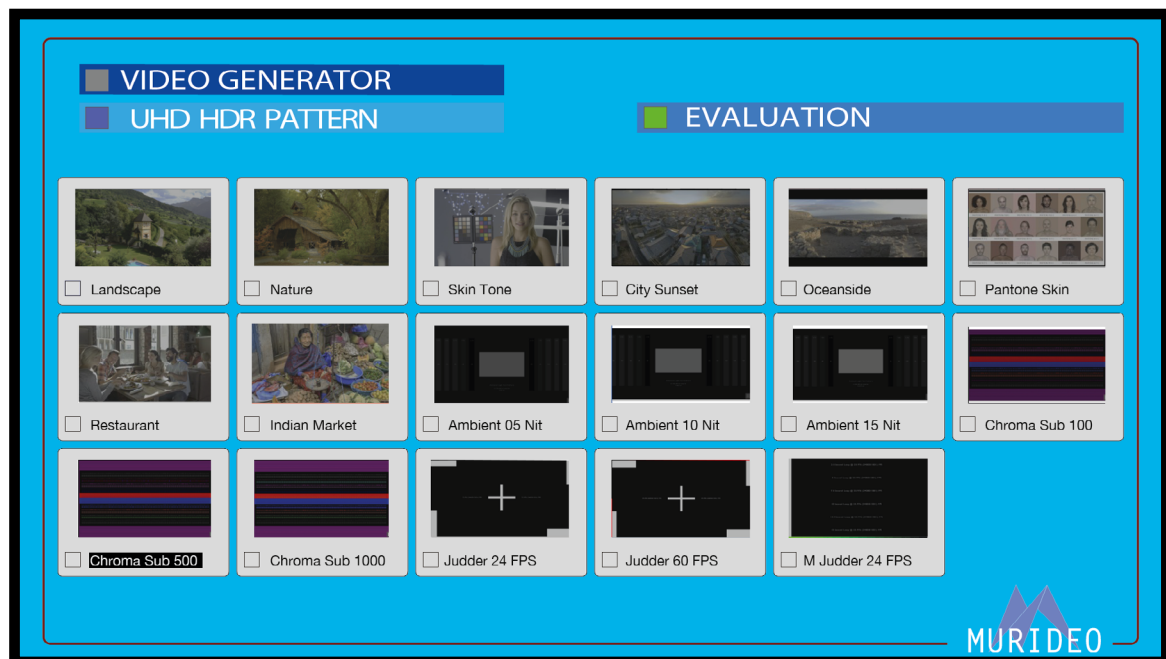 VIDEO GENERATOR
UHD HDR PATTERN
EVALUATION
Landscape
Nature
Skin Tone
City Sunset
Oceanside
Pantone Skin
Restaurant
Indian Market
Ambient 05 Nit
Ambient 10 Nit
Ambient 15 Nit
Chroma Sub 100
Chroma Sub 500
Chroma Sub 1000
Judder 24 FPS
Judder 60 FPS
M Judder 24 FPS
MURIDEO